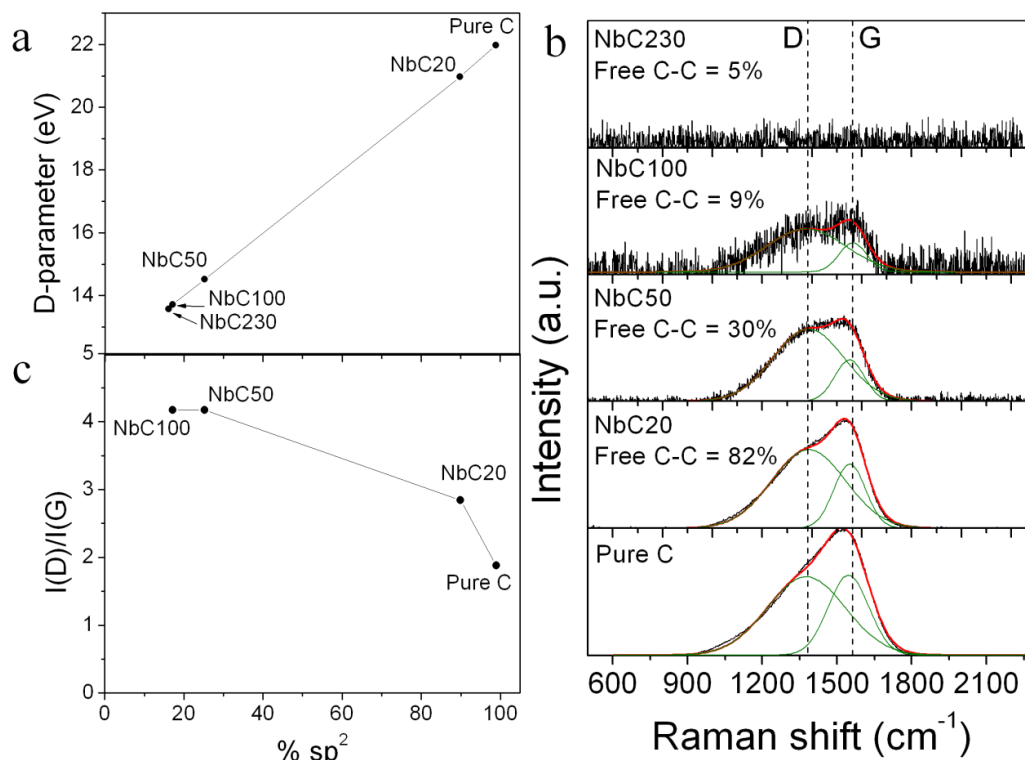 a
22
20
18
16
14
5
D-parameter (eV)
Pure C
NbC20
NbC50
NbC100
NbC230
c
4
3
2
1
0
I(D)/I(G)
NbC50
NbC100
NbC20
Pure C
0 20 40 60 80 100
% sp²
b
D G
NbC230
Free C-C = 5%
NbC100
Free C-C = 9%
NbC50
Free C-C = 30%
NbC20
Free C-C = 82%
Pure C
Intensity (a.u.)
600 900 1200 1500 1800 2100
Raman shift (cm⁻¹)